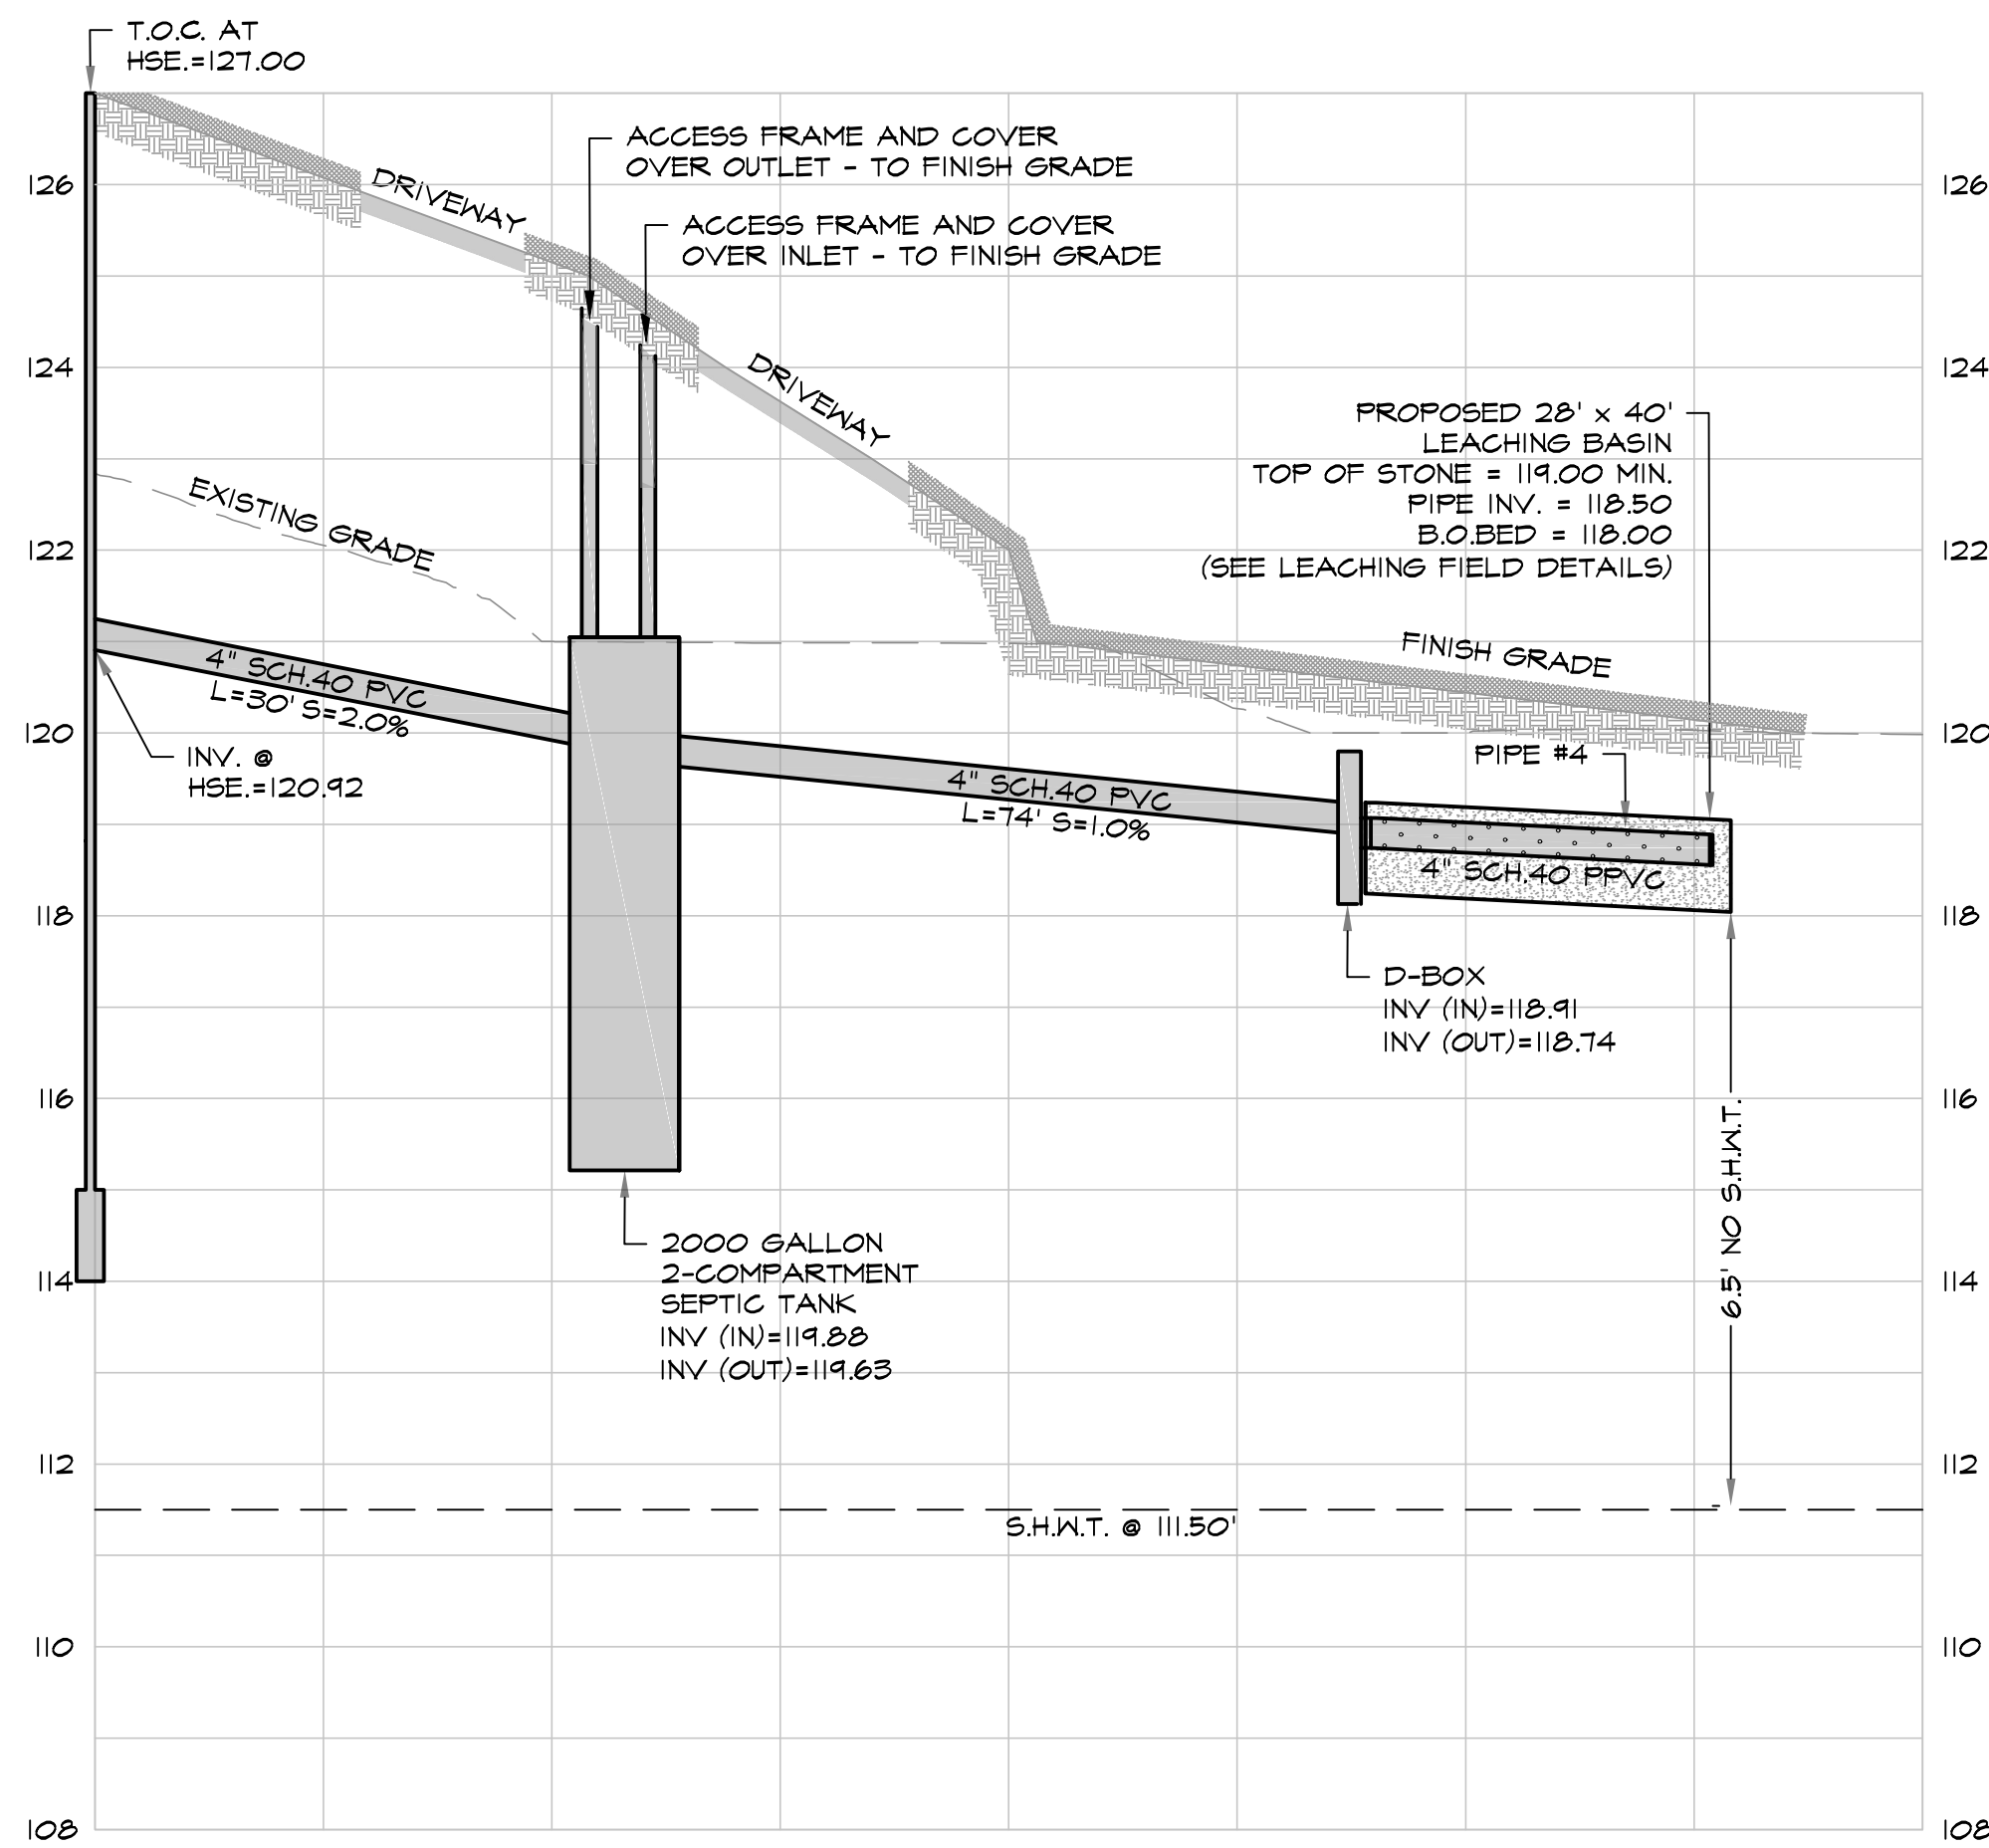 T.O.C. AT
HSE.=127.00
ACCESS FRAME AND COVER
OVER OUTLET - TO FINISH GRADE
DRIVEWAY
126
126
ACCESS FRAME AND COVER
OVER INLET - TO FINISH GRADE
124
124
DRIVEWAY
PROPOSED 28' x 40'
LEACHING BASIN
TOP OF STONE = 119.00 MIN.
PIPE INV. = 118.50
B.O.BED = 118.00
(SEE LEACHING FIELD DETAILS)
EXISTING GRADE
122
122
FINISH GRADE
4" SCH.40 PVC
L=30' S=2.0%
120
120
INV. @
HSE.=120.92
PIPE #4
4" SCH.40 PVC
L=74' S=1.0%
4" SCH.40 PPVC
118
118
D-BOX
INV (IN)=118.91
INV (OUT)=118.74
116
116
6.5' NO S.H.W.T.
2000 GALLON
2-COMPARTMENT
SEPTIC TANK
INV (IN)=119.88
INV (OUT)=119.63
114
114
112
112
S.H.W.T. @ 111.50'
110
110
108
108